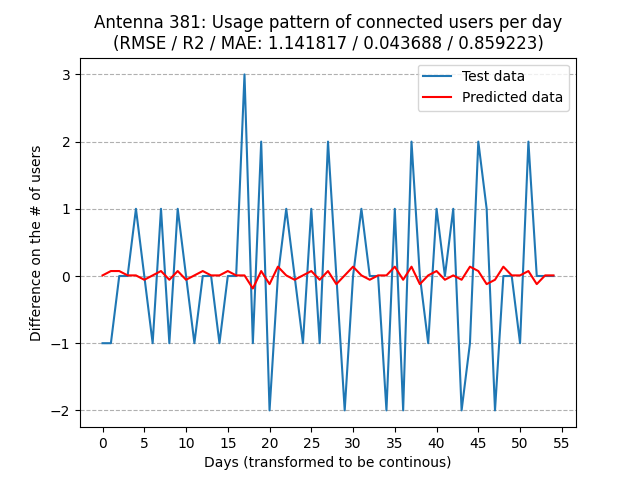 Antenna 381: Usage pattern of connected users per day
(RMSE / R2 / MAE: 1.141817 / 0.043688 / 0.859223)
Test data
Predicted data
Difference on the # of users
3
2
1
0
−1
−2
0 5 10 15 20 25 30 35 40 45 50 55
Days (transformed to be continous)